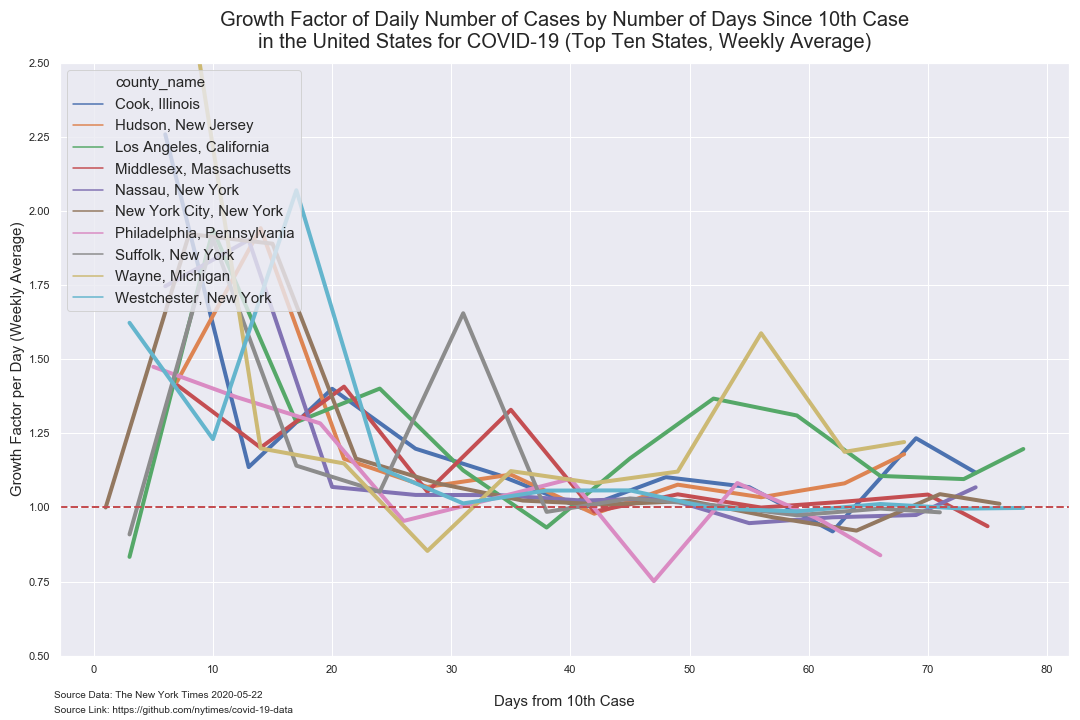 Growth Factor of Daily Number of Cases by Number of Days Since 10th Case
in the United States for COVID-19 (Top Ten States, Weekly Average)
Growth Factor per Day (Weekly Average)
2.50
2.25
2.00
1.75
1.50
1.25
1.00
0.75
0.50
county_name
Cook, Illinois
Hudson, New Jersey
Los Angeles, California
Middlesex, Massachusetts
Nassau, New York
New York City, New York
Philadelphia, Pennsylvania
Suffolk, New York
Wayne, Michigan
Westchester, New York
0 10 20 30 40 50 60 70 80
Days from 10th Case
Source Data: The New York Times 2020-05-22
Source Link: https://github.com/nytimes/covid-19-data